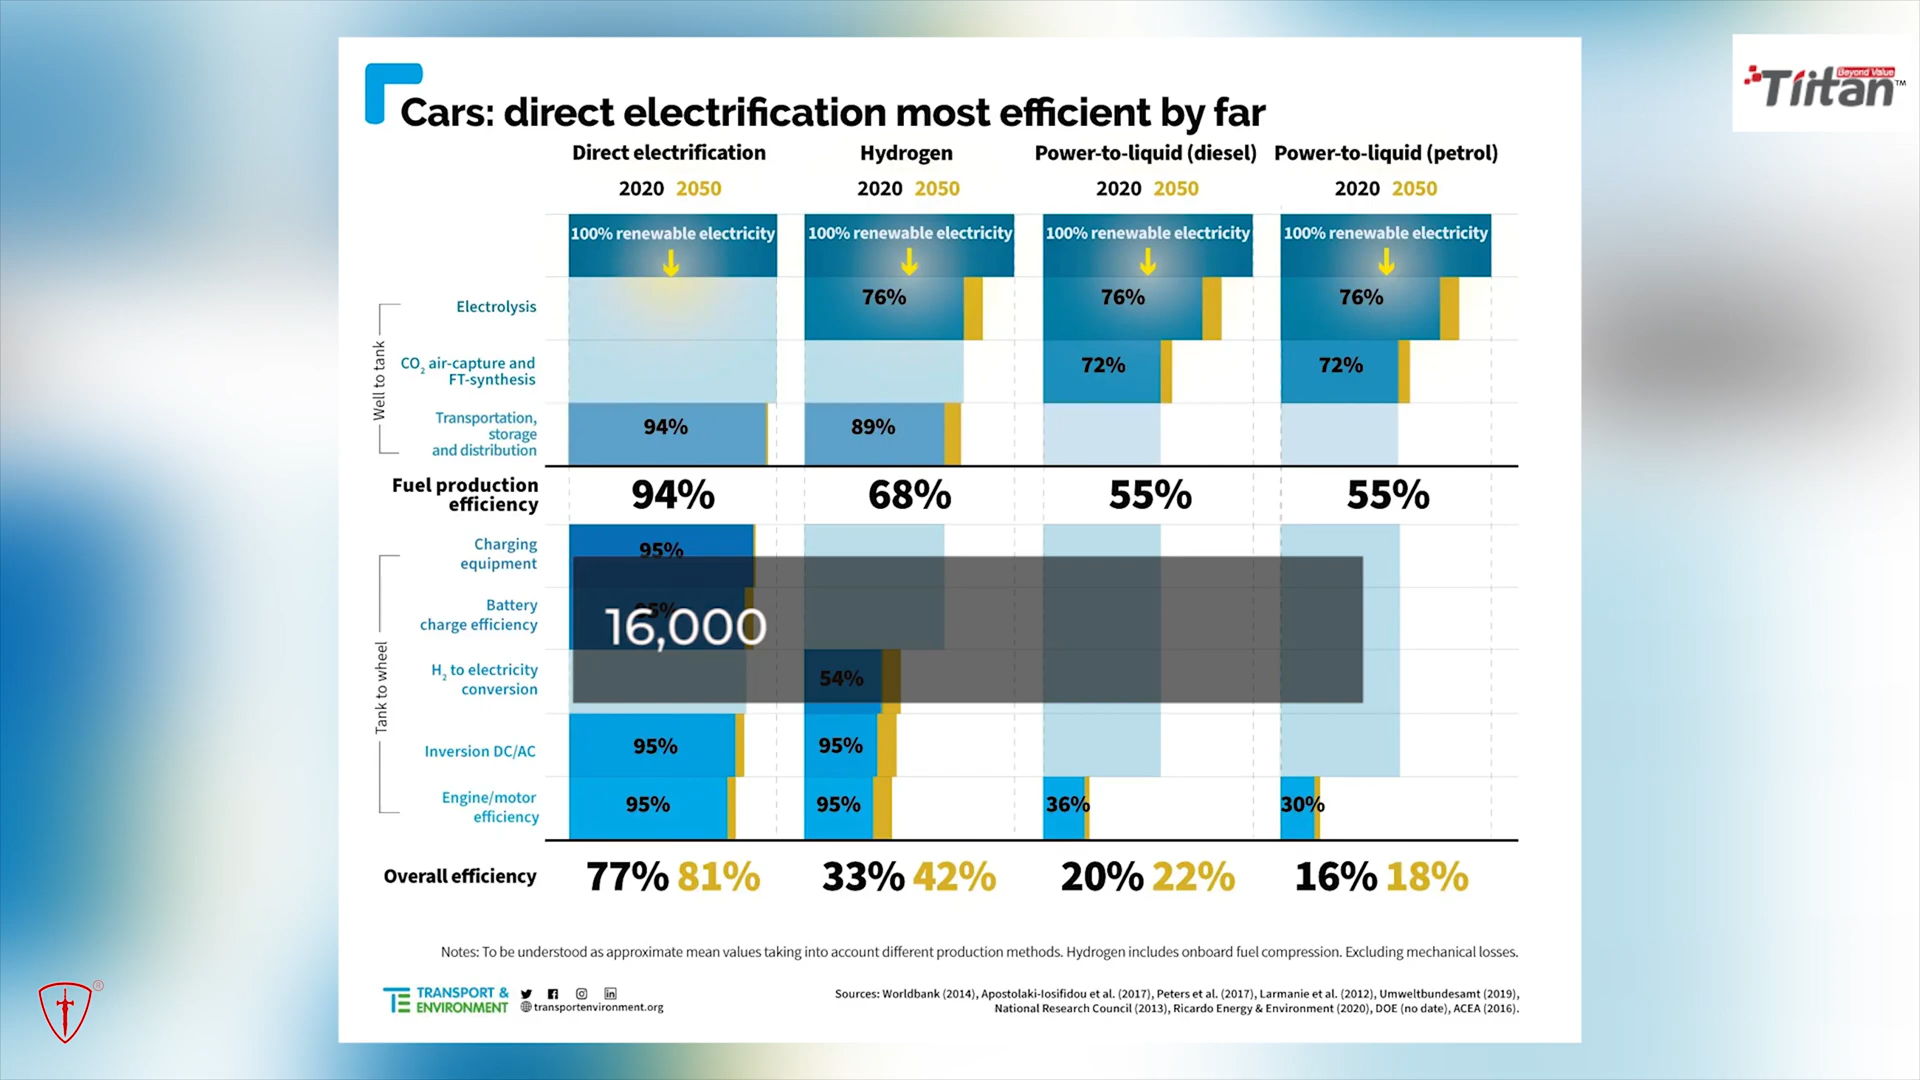 Beyond Value
Tiitan™
Cars: direct electrification most efficient by far
Direct electrification Hydrogen Power-to-liquid (diesel) Power-to-liquid (petrol)
2020 2050 2020 2050 2020 2050 2020 2050
100% renewable electricity 100% renewable electricity 100% renewable electricity 100% renewable electricity
Well to tank
Electrolysis 76% 76% 76%
CO2 air-capture and
FT-synthesis 72% 72%
Transportation,
storage
and distribution 94% 89%
Fuel production
efficiency 94% 68% 55% 55%
Tank to wheel
Charging
equipment 95%
Battery
charge efficiency
16,000
H2 to electricity
conversion 54%
Inversion DC/AC 95% 95%
Engine/motor
efficiency 95% 95% 36% 30%
Overall efficiency 77% 81% 33% 42% 20% 22% 16% 18%
Notes: To be understood as approximate mean values taking into account different production methods. Hydrogen includes onboard fuel compression. Excluding mechanical losses.
TRANSPORT &
ENVIRONMENT
transportenvironment.org
Sources: Worldbank (2014), Apostolaki-Iosifidou et al. (2017), Peters et al. (2017), Larmanie et al. (2012), Umweltbundesamt (2019),
National Research Council (2013), Ricardo Energy & Environment (2020), DOE (no date), ACEA (2016).